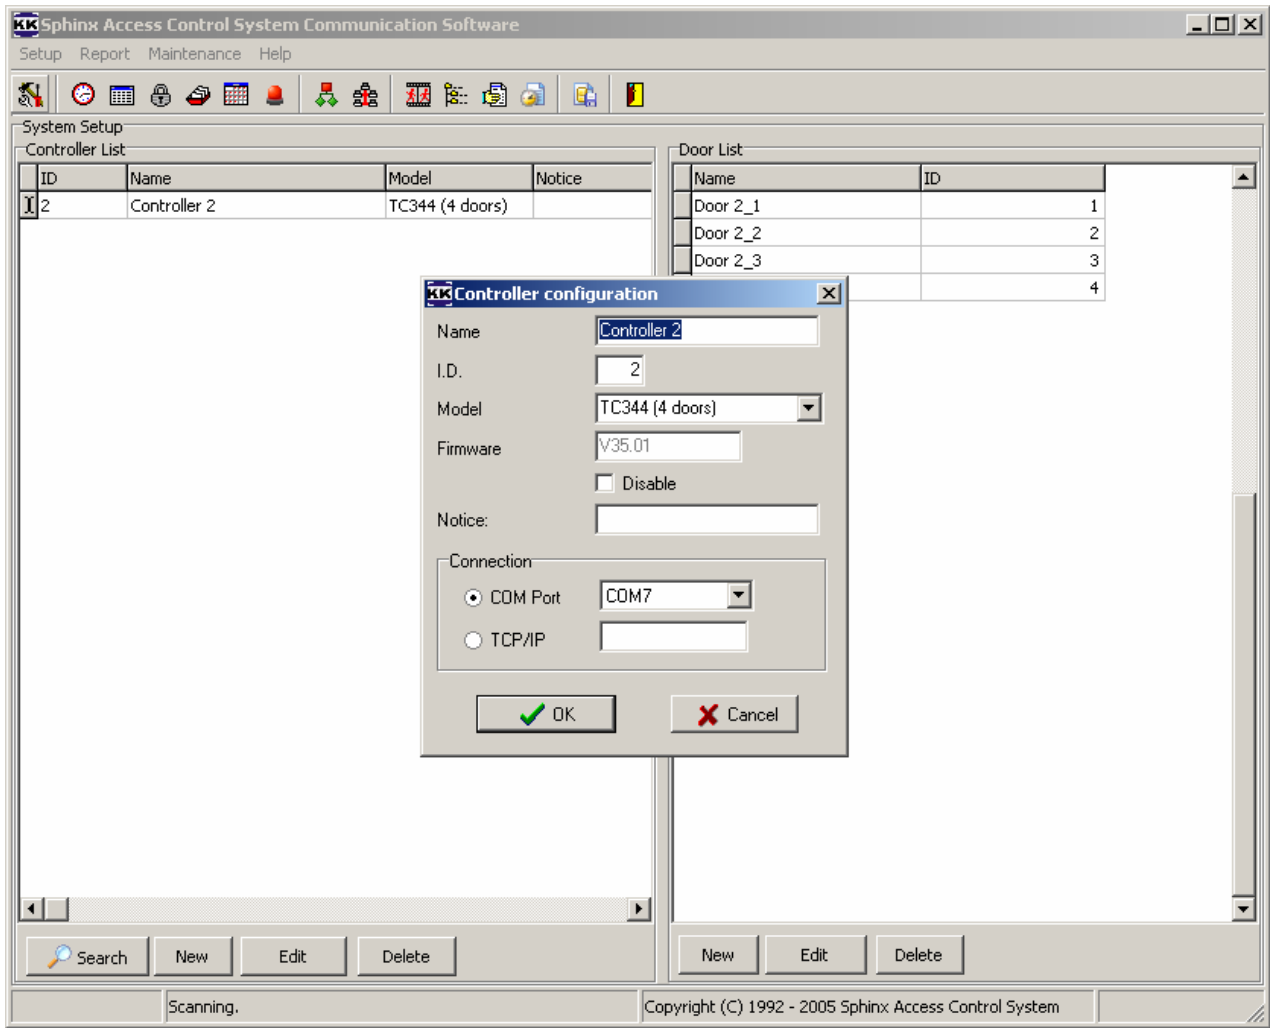 KK Sphinx Access Control System Communication Software
Setup Report Maintenance Help
System Setup
Controller List
ID Name Model Notice
2 Controller 2 TC344 (4 doors)
Door List
Name ID
Door 2_1 1
Door 2_2 2
Door 2_3 3
4
KK Controller configuration
Name Controller 2
I.D. 2
Model TC344 (4 doors)
Firmware V35.01
Disable
Notice:
Connection
COM Port COM7
TCP/IP
OK Cancel
Search New Edit Delete
New Edit Delete
Scanning.
Copyright (C) 1992 - 2005 Sphinx Access Control System